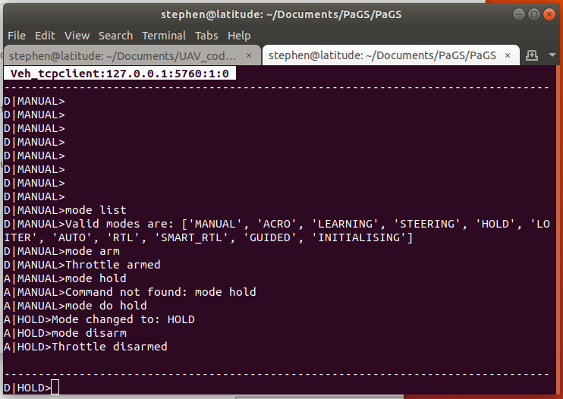 stephen@latitude: ~/Documents/PaGS/PaGS
File Edit View Search Terminal Tabs Help
stephen@latitude: ~/Documents/UAV_cod… × stephen@latitude: ~/Documents/PaGS/PaGS ×
Veh_tcpclient:127.0.0.1:5760:1:0
--------------------------------------------------------------------------------
D|MANUAL>
D|MANUAL>
D|MANUAL>
D|MANUAL>
D|MANUAL>
D|MANUAL>
D|MANUAL>
D|MANUAL>
D|MANUAL>mode list
D|MANUAL>Valid modes are: ['MANUAL', 'ACRO', 'LEARNING', 'STEERING', 'HOLD', 'LO
ITER', 'AUTO', 'RTL', 'SMART_RTL', 'GUIDED', 'INITIALISING']
D|MANUAL>mode arm
D|MANUAL>Throttle armed
A|MANUAL>mode hold
A|MANUAL>Command not found: mode hold
A|MANUAL>mode do hold
A|HOLD>Mode changed to: HOLD
A|HOLD>mode disarm
A|HOLD>Throttle disarmed
--------------------------------------------------------------------------------
D|HOLD>